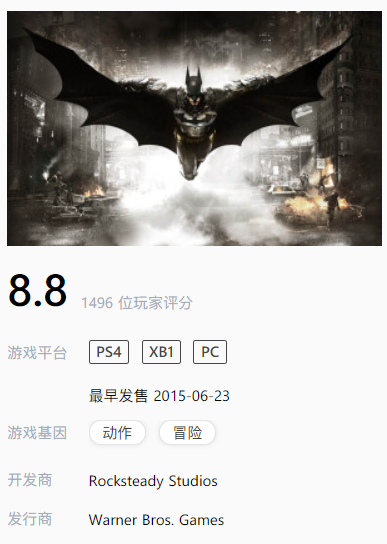 8.8 1496 位玩家评分
游戏平台 PS4 XB1 PC
最早发售 2015-06-23
游戏基因 动作 冒险
开发商 Rocksteady Studios
发行商 Warner Bros. Games